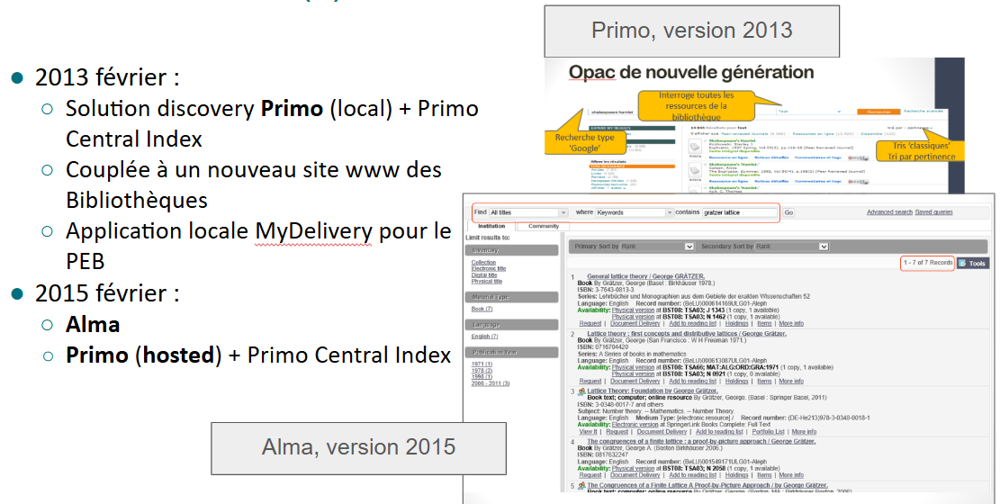 ● 2013 février :
○ Solution discovery Primo (local) + Primo
Central Index
○ Couplée à un nouveau site www des
Bibliothèques
○ Application locale MyDelivery pour le
PEB
● 2015 février :
○ Alma
○ Primo (hosted) + Primo Central Index
Primo, version 2013
Opac de nouvelle génération
Interroge toutes les
ressources de la
bibliothèque
Recherche type
'Google'
Tris 'classiques'
Tri par pertinence
shakespeare hamlet
Tout
Rechercher
Recherche avancée
Shakespeare's Hamlet.
Find All titles where Keywords contains gratzer lattice Go Advanced search Saved queries
Institution Community
Limit results to:
Inventory
Collection
Electronic title
Digital title
Physical title
Material Type
Book (7)
Language
English (7)
Publication Year
1971 (1)
1978 (2)
1998 (1)
2006 - 2011 (3)
Primary Sort by Rank Secondary Sort by Rank
1 - 7 of 7 Records Tools
1 General lattice theory / George GRÄTZER.
Book By Grätzer, George (Basel : Birkhäuser 1978.)
ISBN: 3-7643-0813-3
Series: Lehrbücher und Monographien aus dem Gebiete der exakten Wissenschaften 52
Language: English Record number: (BeLU)000614169ULG01-Aleph
Availability: Physical version at BST08: TSA03; J 1343 (1 copy, 1 available)
Physical version at BST08: TSA03; N 1462 (1 copy, 1 available)
Request | Document Delivery | Add to reading list | Holdings | Items | More info
2 Lattice theory : first concepts and distributive lattices / George Grätzer.
Book By Grätzer, George (San Francisco : W H Freeman 1971.)
ISBN: 0716704420
Series: A Series of books in mathematics
Language: English Record number: (BeLU)000613087ULG01-Aleph
Availability: Physical version at BST08: TSA66; MAT:ALG:ORD:GRA:1971 (1 copy, 1 available)
Physical version at BST08: TSA03; N 0921 (1 copy, 0 available)
Request | Document Delivery | Add to reading list | Holdings | Items | More info
3 Lattice Theory: Foundation by George Grätzer.
Book text; computer; online resource By Grätzer, George. (Basel : Springer Basel, 2011)
ISBN: 3-0348-0017-7 and others
Subject: Number theory. -- Mathematics. -- Number Theory.
Language: English Medium Type: [electronic resource] / Record number: (DE-He213)978-3-0348-0018-1
Availability: Electronic version at SpringerLink Books Complete: Full Text
View It | Request | Document Delivery | Add to reading list | Portfolio List | More info
4 The congruences of a finite lattice : a proof-by-picture approach / George Grätzer.
Book By Grätzer, George A. (Boston Birkhäuser 2006.)
ISBN: 0817632247
Language: English Record number: (BeLU)000549171ULG01-Aleph
Availability: Physical version at BST08: TSA03; N 2058 (1 copy, 1 available)
Request | Document Delivery | Add to reading list | Holdings | Items | More info
5 The Congruences of a Finite Lattice A Proof-by-Picture Approach / by George Grätzer.
Alma, version 2015